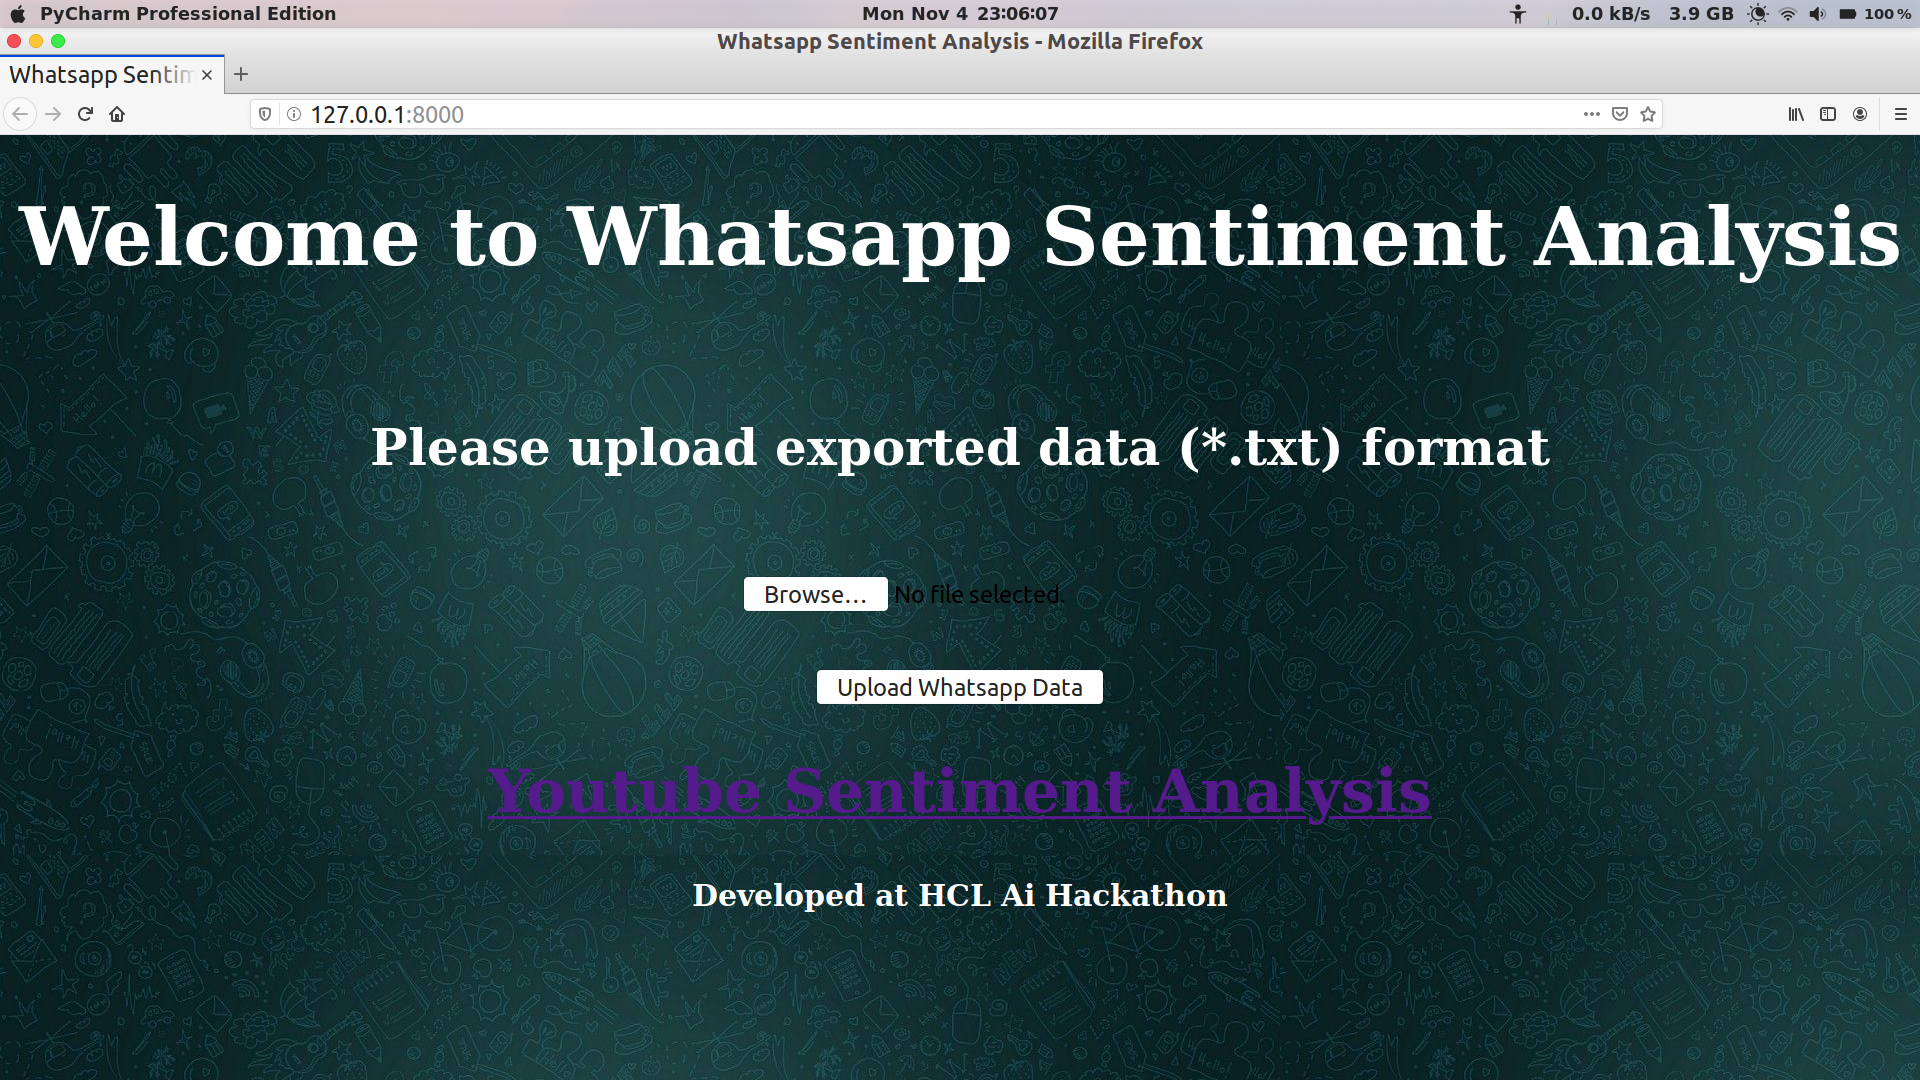 PyCharm Professional Edition
Mon Nov 4 23:06:07
0.0 kB/s 3.9 GB 100 %
Whatsapp Sentiment Analysis - Mozilla Firefox
Whatsapp Sentim
127.0.0.1:8000
Welcome to Whatsapp Sentiment Analysis
Please upload exported data (*.txt) format
Browse... No file selected.
Upload Whatsapp Data
Youtube Sentiment Analysis
Developed at HCL Ai Hackathon